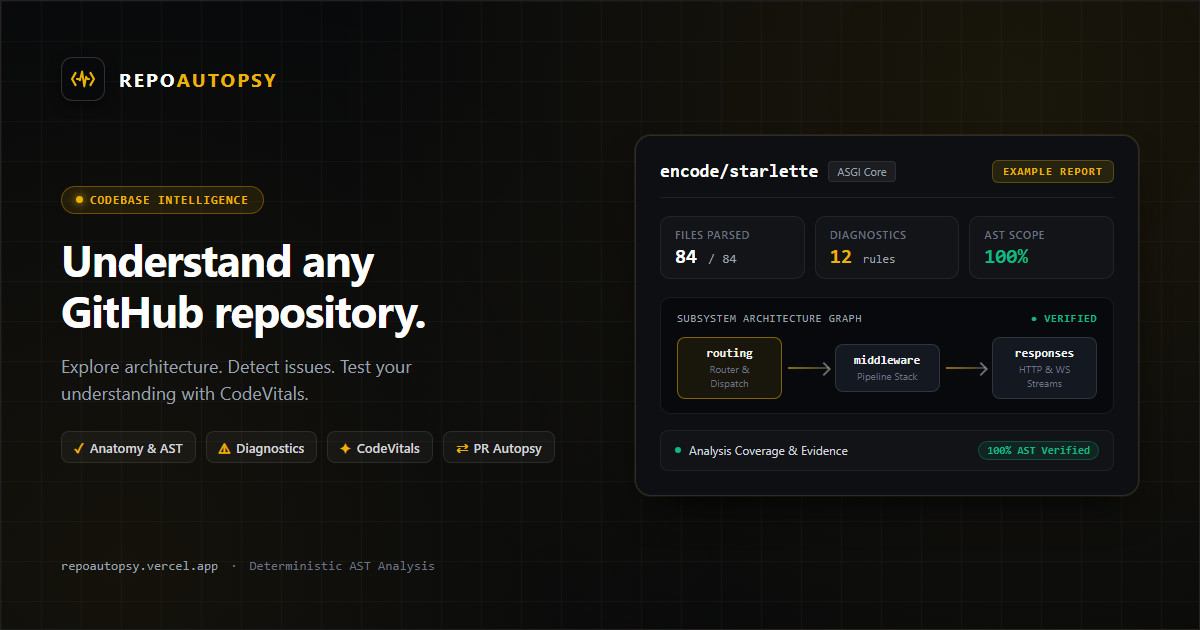 REPOAUTOPSY
CODEBASE INTELLIGENCE
Understand any
GitHub repository.
Explore architecture. Detect issues. Test your
understanding with CodeVitals.
✓ Anatomy & AST
⚠ Diagnostics
✦ CodeVitals
⇄ PR Autopsy
repoautopsy.vercel.app · Deterministic AST Analysis
encode/starlette
ASGI Core
EXAMPLE REPORT
FILES PARSED
84 / 84
DIAGNOSTICS
12 rules
AST SCOPE
100%
SUBSYSTEM ARCHITECTURE GRAPH
● VERIFIED
routing
Router &
Dispatch
middleware
Pipeline Stack
responses
HTTP & WS
Streams
Analysis Coverage & Evidence
100% AST Verified